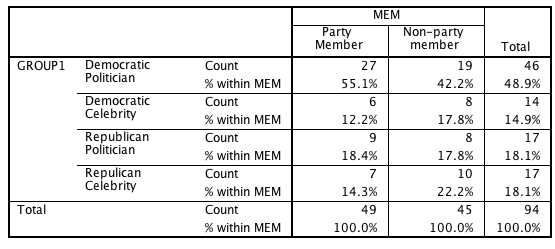 MEM
Party Member Non-party member Total
GROUP1 Democratic Politician Count 27 19 46
% within MEM 55.1% 42.2% 48.9%
Democratic Celebrity Count 6 8 14
% within MEM 12.2% 17.8% 14.9%
Republican Politician Count 9 8 17
% within MEM 18.4% 17.8% 18.1%
Repulican Celebrity Count 7 10 17
% within MEM 14.3% 22.2% 18.1%
Total Count 49 45 94
% within MEM 100.0% 100.0% 100.0%